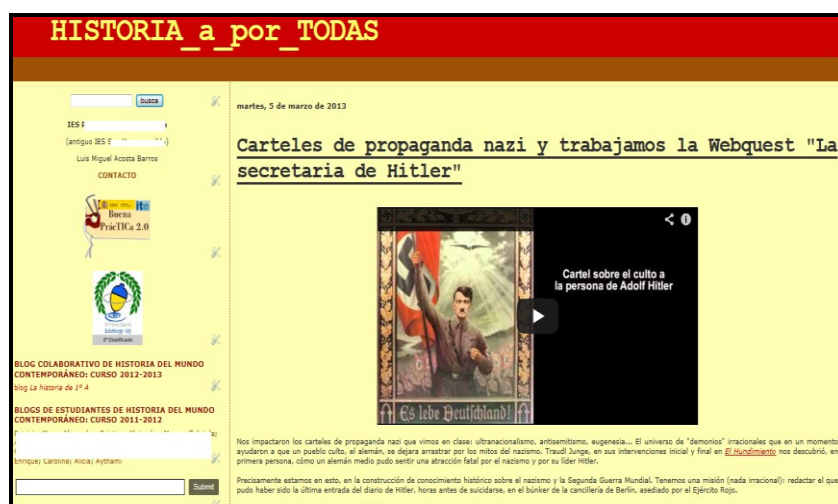 HISTORIA_a_por_TODAS
busca
IES
(antiguo IES
Luis Miguel Acosta Barros
CONTACTO
ite
Buena
PrácTICa 2.0
2º Clasificado
BLOG COLABORATIVO DE HISTORIA DEL MUNDO
CONTEMPORÁNEO: CURSO 2012-2013
blog La historia de 1º A
BLOGS DE ESTUDIANTES DE HISTORIA DEL MUNDO
CONTEMPORÁNEO: CURSO 2011-2012
Enrique; Carolina; Alicia; Aythami
Submit
martes, 5 de marzo de 2013
Carteles de propaganda nazi y trabajamos la Webquest "La
secretaria de Hitler"
Cartel sobre el culto a
la persona de Adolf Hitler
Es lebe Deutschland!
Nos impactaron los carteles de propaganda nazi que vimos en clase: ultranacionalismo, antisemitismo, eugenesia... El universo de "demonios" irracionales que en un momento
ayudaron a que un pueblo culto, el alemán, se dejara arrastrar por los mitos del nazismo. Traudl Junge, en sus intervenciones inicial y final en El Hundimiento nos descubrió, en
primera persona, cómo un alemán medio pudo sentir una atracción fatal por el nazismo y por su líder Hitler.
Precisamente estamos en esto, en la construcción de conocimiento histórico sobre el nazismo y la Segunda Guerra Mundial. Tenemos una misión (nada irracional): redactar el que
pudo haber sido la última entrada del diario de Hitler, horas antes de suicidarse, en el búnker de la cancillería de Berlín, asediado por el Ejército Rojo.